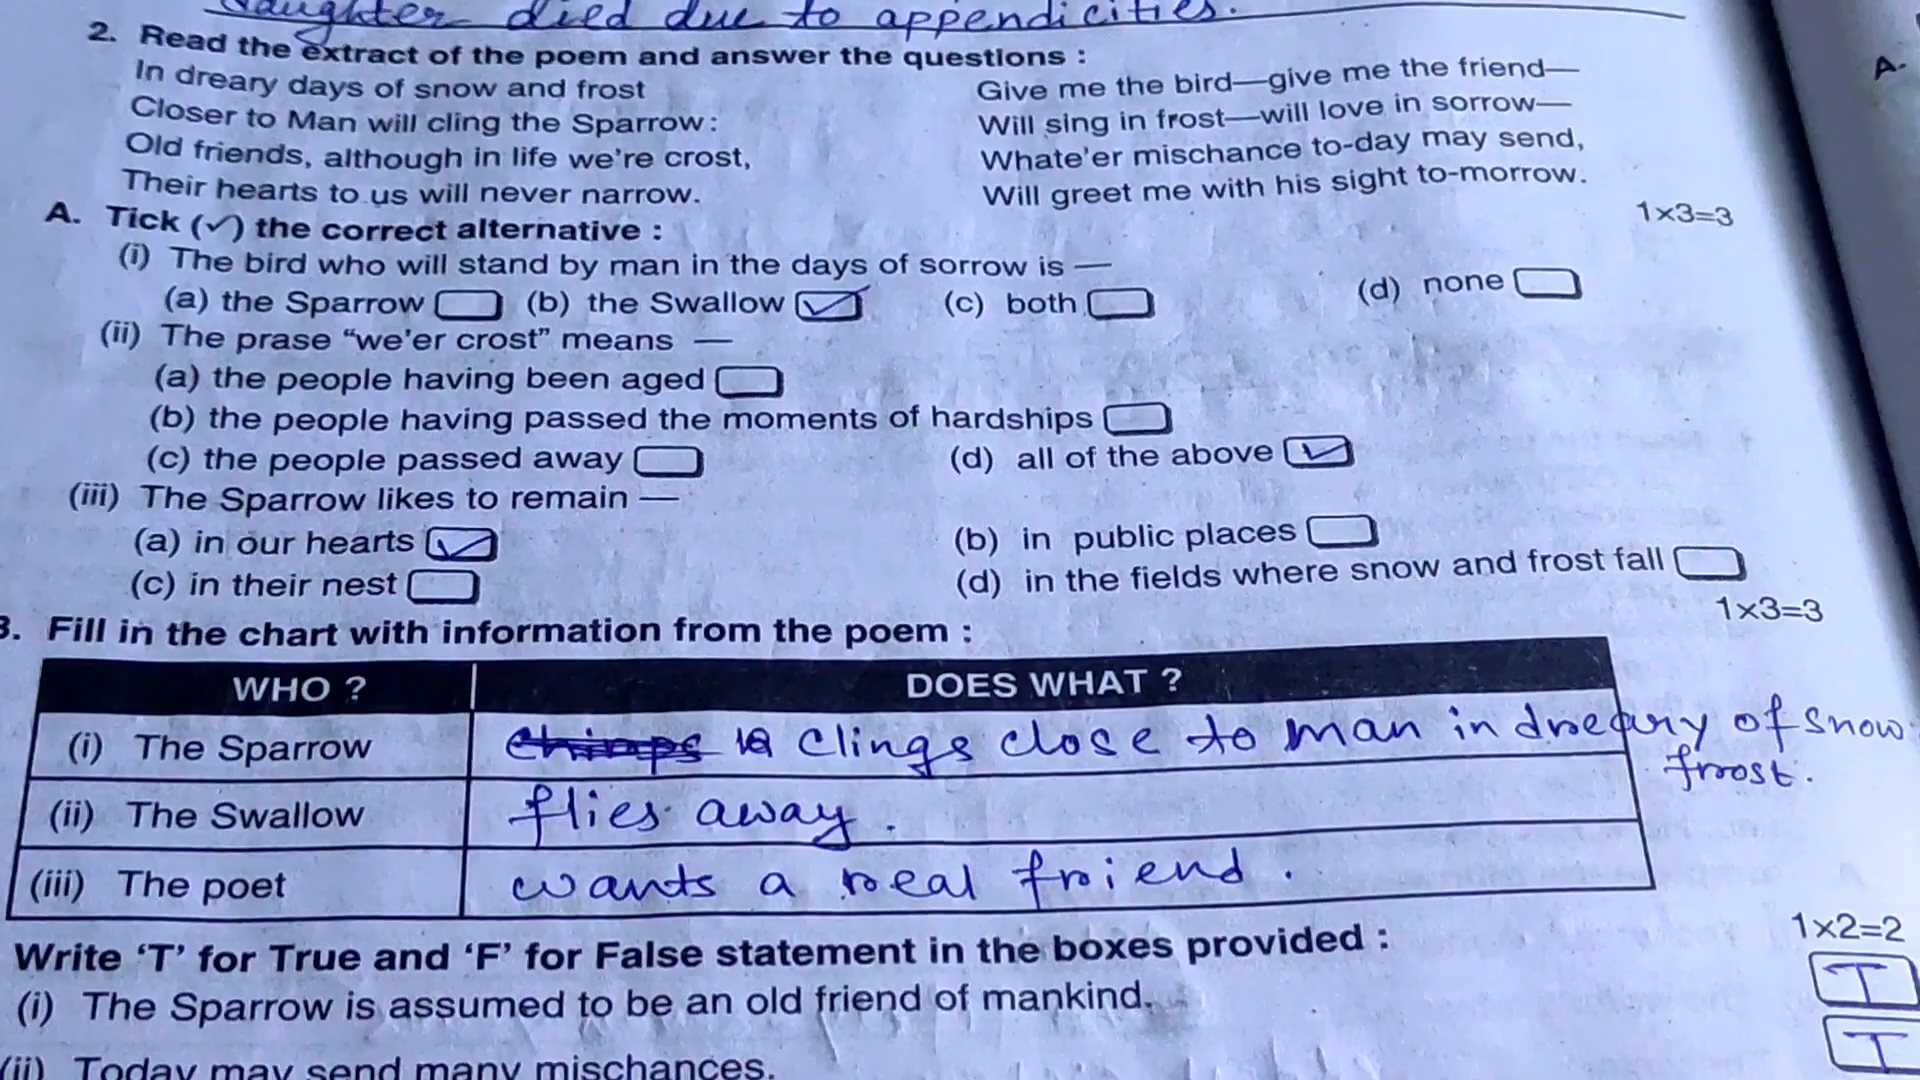 daughter died due to appendicities.
2. Read the extract of the poem and answer the questions :
In dreary days of snow and frost
Closer to Man will cling the Sparrow:
Old friends, although in life we're crost,
Their hearts to us will never narrow.
Give me the bird—give me the friend—
Will sing in frost—will love in sorrow—
Whate'er mischance to-day may send,
Will greet me with his sight to-morrow.
A. Tick (✓) the correct alternative : 1×3=3
(i) The bird who will stand by man in the days of sorrow is —
(a) the Sparrow (b) the Swallow ✓ (c) both (d) none
(ii) The prase “we'er crost” means —
(a) the people having been aged
(b) the people having passed the moments of hardships
(c) the people passed away (d) all of the above ✓
(iii) The Sparrow likes to remain —
(a) in our hearts ✓ (b) in public places
(c) in their nest (d) in the fields where snow and frost fall
3. Fill in the chart with information from the poem : 1×3=3
WHO ? DOES WHAT ?
(i) The Sparrow clings close to man in dreary of snow
frost.
(ii) The Swallow flies away.
(iii) The poet wants a real friend.
Write ‘T’ for True and ‘F’ for False statement in the boxes provided : 1×2=2
(i) The Sparrow is assumed to be an old friend of mankind. T
(ii) Today may send many mischances. T
A-